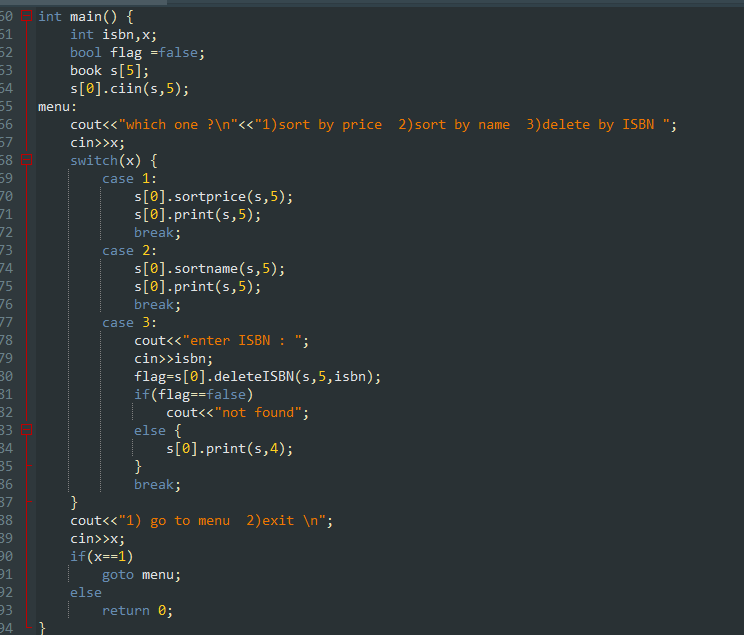 60 int main() {
61 int isbn,x;
62 bool flag =false;
63 book s[5];
64 s[0].ciin(s,5);
65 menu:
66 cout<<"which one ?\n"<<"1)sort by price  2)sort by name  3)delete by ISBN ";
67 cin>>x;
68 switch(x) {
69 case 1:
70 s[0].sortprice(s,5);
71 s[0].print(s,5);
72 break;
73 case 2:
74 s[0].sortname(s,5);
75 s[0].print(s,5);
76 break;
77 case 3:
78 cout<<"enter ISBN : ";
79 cin>>isbn;
80 flag=s[0].deleteISBN(s,5,isbn);
81 if(flag==false)
82 cout<<"not found";
83 else {
84 s[0].print(s,4);
85 }
86 break;
87 }
88 cout<<"1) go to menu  2)exit \n";
89 cin>>x;
90 if(x==1)
91 goto menu;
92 else
93 return 0;
94 }